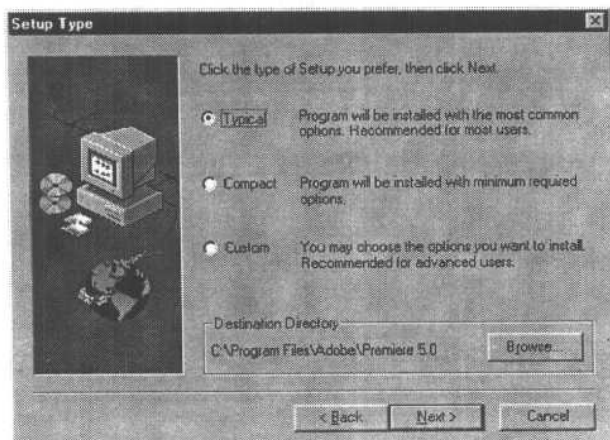 Setup Type
Click the type of Setup you prefer, then click Next.
Typical
Program will be installed with the most common
options. Recommended for most users.
Compact
Program will be installed with minimum required
options.
Custom
You may choose the options you want to install.
Recommended for advanced users.
Destination Directory
C:\Program Files\Adobe\Premiere 5.0
Browse...
< Back
Next >
Cancel